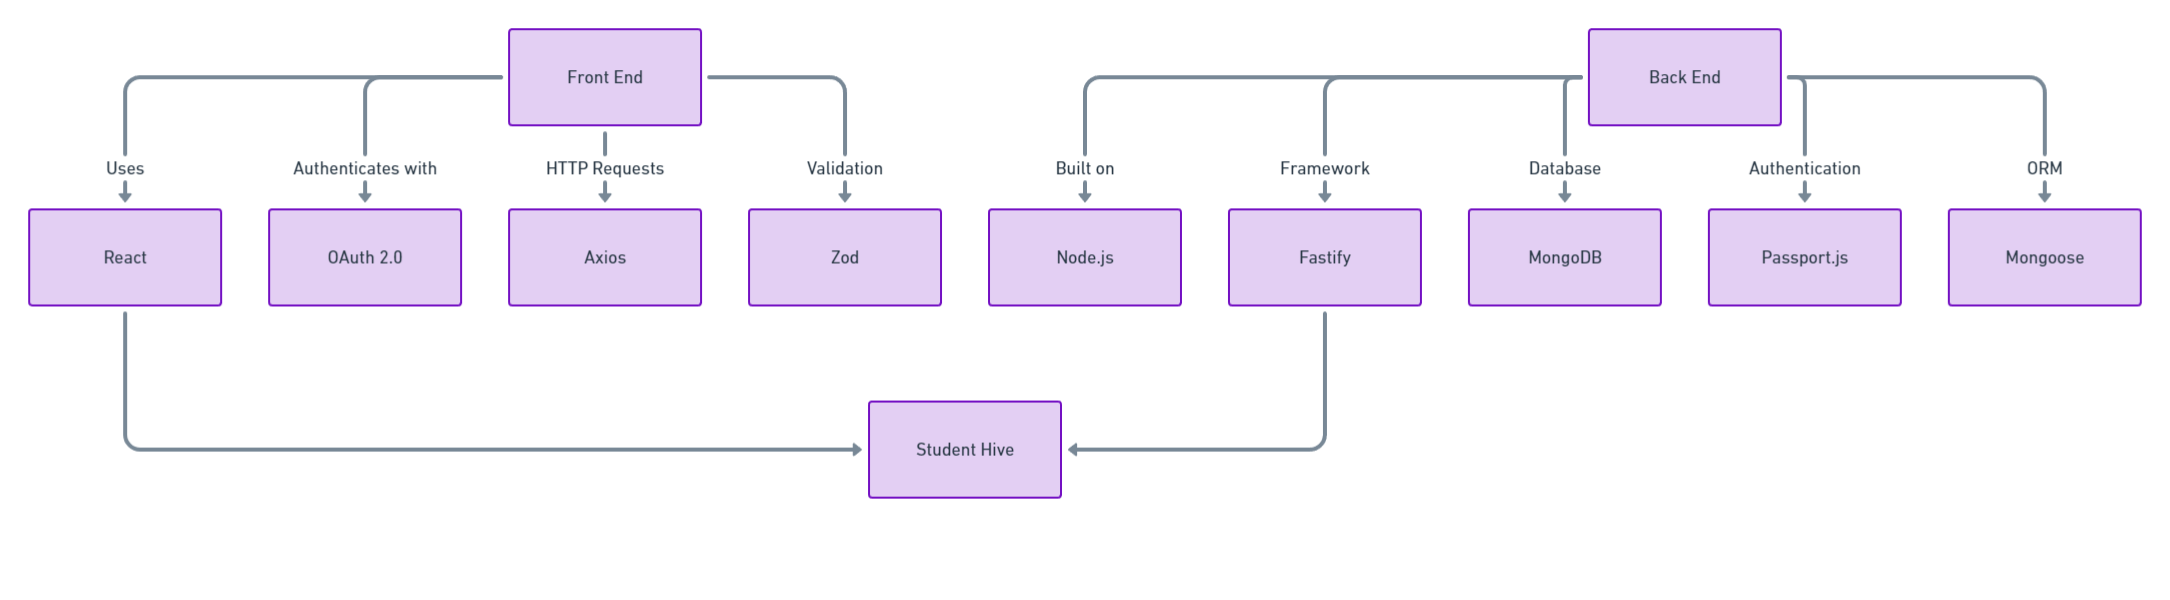 Front End
Back End
Uses
Authenticates with
HTTP Requests
Validation
Built on
Framework
Database
Authentication
ORM
React
OAuth 2.0
Axios
Zod
Node.js
Fastify
MongoDB
Passport.js
Mongoose
Student Hive